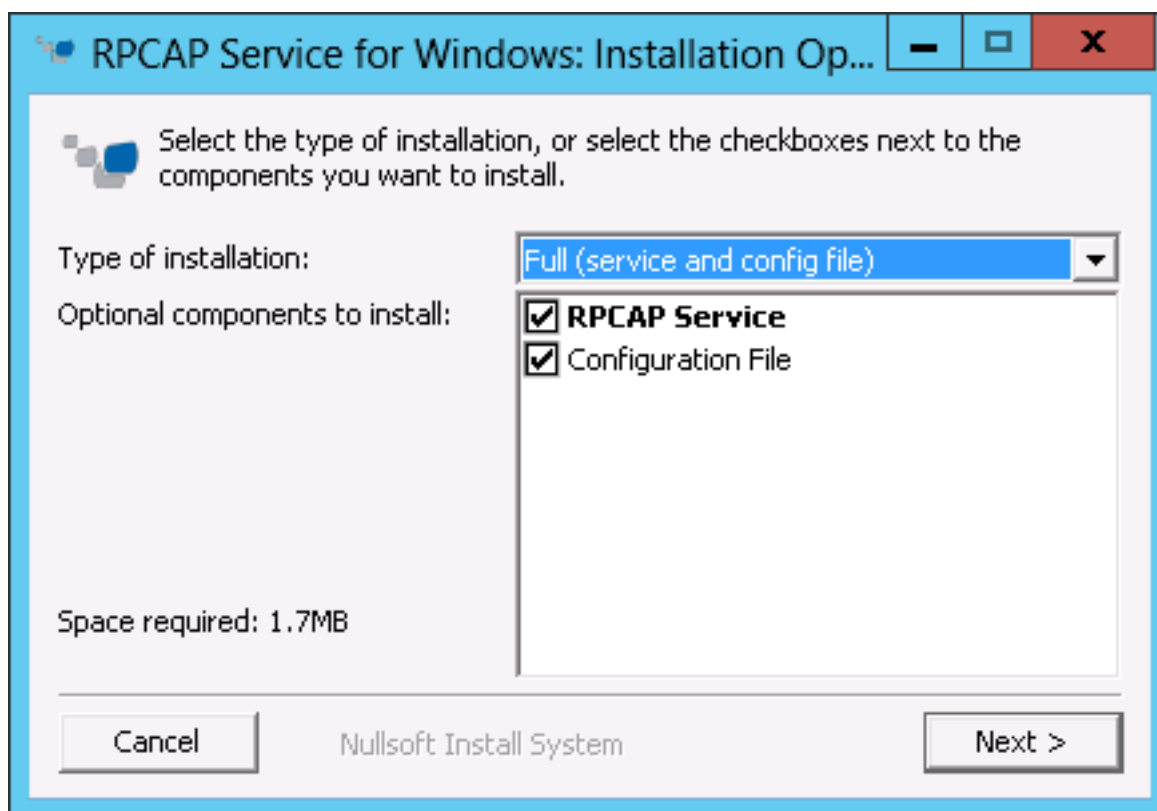 RPCAP Service for Windows: Installation Op...
Select the type of installation, or select the checkboxes next to the
components you want to install.
Type of installation:
Full (service and config file)
Optional components to install:
RPCAP Service
Configuration File
Space required: 1.7MB
Cancel
Nullsoft Install System
Next >